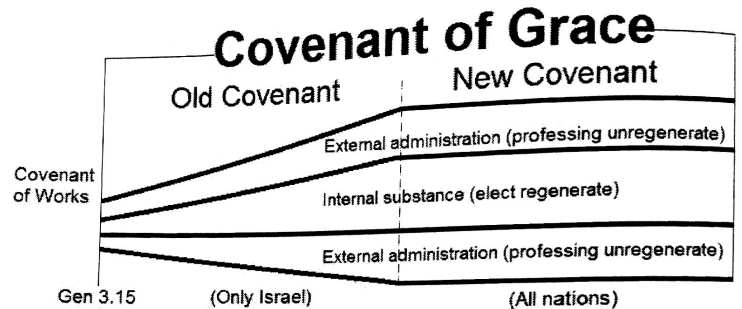 Covenant of Grace
Old Covenant
New Covenant
External administration (professing unregenerate)
Covenant
of Works
Internal substance (elect regenerate)
External administration (professing unregenerate)
Gen 3.15
(Only Israel)
(All nations)